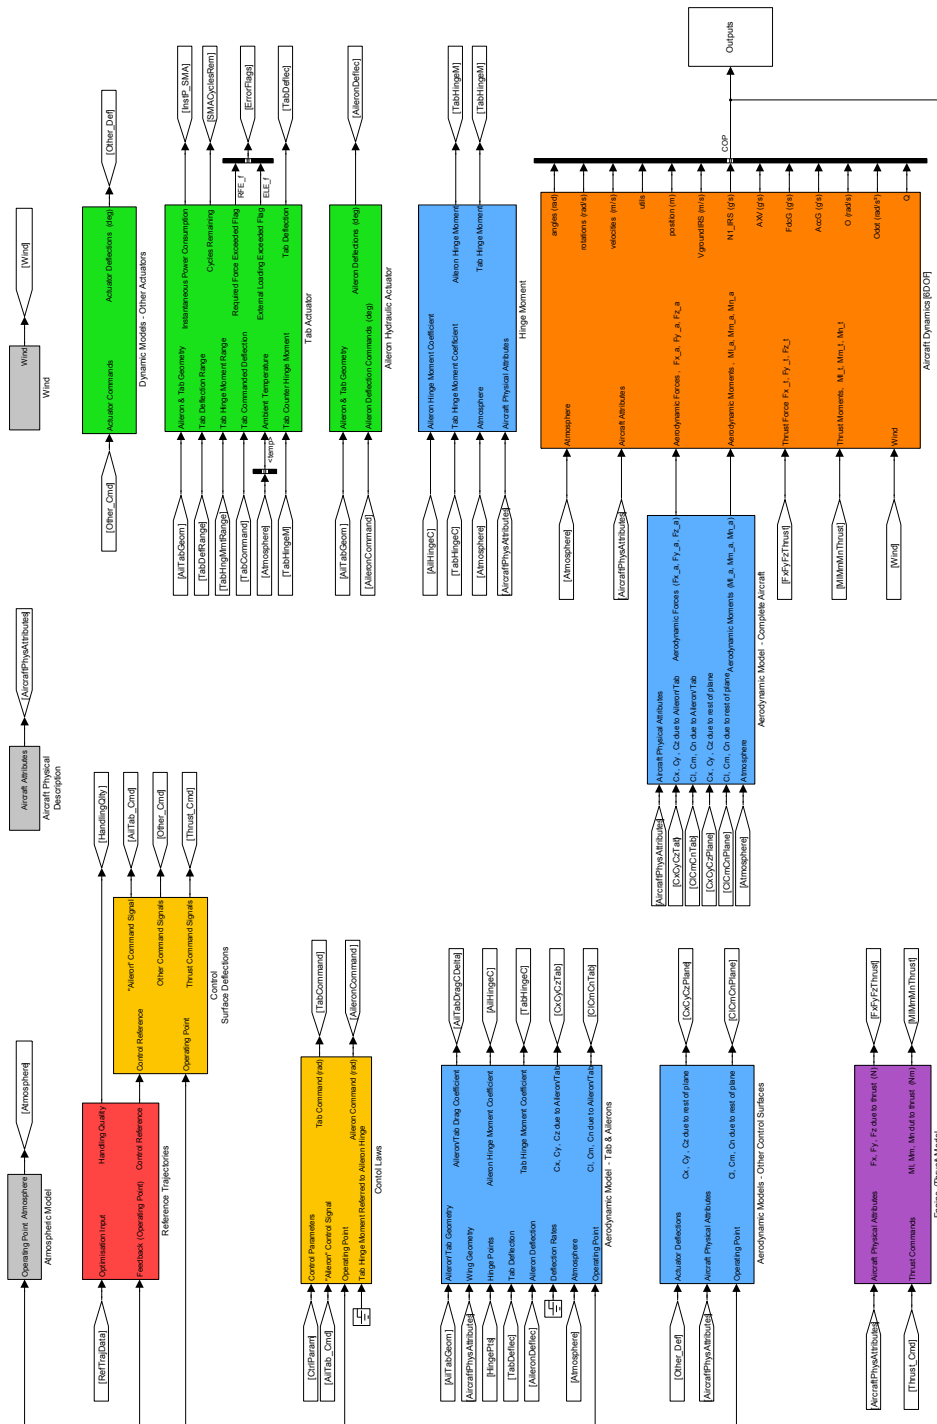 Outputs
[Wind]
Wind
Wind
[Other_Def]
Actuator Commands
Actuator Deflections (deg)
Dynamic Models - Other Actuators
[Other_Cmd]
[InstP_SMA]
[SMACyclesRem]
[ErrorFlags]
[TabDeflec]
RFE_f
ELE_f
Aileron & Tab Geometry
Tab Deflection Range
Tab Hinge Moment Range
Tab Commanded Deflection
Ambient Temperature
Tab Counter Hinge Moment
Instantaneous Power Consumption
Cycles Remaining
Required Force Exceeded Flag
External Loading Exceeded Flag
Tab Deflection
Tab Actuator
<temp>
[AilTabGeom]
[TabDefRange]
[TabHngMmtRange]
[TabCommand]
[Atmosphere]
[TabHingeM]
[AileronDeflec]
Aileron & Tab Geometry
Aileron Deflection Commands (deg)
Aileron Deflections (deg)
Aileron Hydraulic Actuator
[AilTabGeom]
[AileronCommand]
[TabHingeM]
[TabHingeM]
Aileron Hinge Moment Coefficient
Tab Hinge Moment Coefficient
Atmosphere
Aircraft Physical Attributes
Aileron Hinge Moment
Tab Hinge Moment
Hinge Moment
[AilHingeC]
[TabHingeC]
[Atmosphere]
[AircraftPhysAttributes]
COP
angles (rad)
rotations (rad/s)
velocities (m/s)
utils
position (m)
VgroundIRS (m/s)
N1_IRS (g's)
AXV (g's)
FdcG (g's)
AccG (g's)
O (rad/s)
Odot (rad/s²)
Q
Atmosphere
Aircraft Attributes
Aerodynamic Forces, Fx_a, Fy_a, Fz_a
Aerodynamic Moments, Ml_a, Mm_a, Mn_a
Thrust Force Fx_t, Fy_t, Fz_t
Thrust Moments, Ml_t, Mm_t, Mn_t
Wind
Aircraft Dynamics [6DOF]
[Atmosphere]
[AircraftPhysAttributes]
[FxFyFzThrust]
[MlMmMnThrust]
[Wind]
Aircraft Physical Attributes
Cx, Cy, Cz due to Aileron/Tab
Cl, Cm, Cn due to Aileron/Tab
Cx, Cy, Cz due to rest of plane
Cl, Cm, Cn due to rest of plane
Atmosphere
Aerodynamic Forces (Fx_a, Fy_a, Fz_a)
Aerodynamic Moments (Ml_a, Mm_a, Mn_a)
Aerodynamic Model - Complete Aircraft
[AircraftPhysAttributes]
[CxCyCzTab]
[ClCmCnTab]
[CxCyCzPlane]
[ClCmCnPlane]
[Atmosphere]
[AircraftPhysAttributes]
Aircraft Attributes
Aircraft Physical
Description
[HandlingQlty]
[AilTab_Cmd]
[Other_Cmd]
[Thrust_Cmd]
Control Reference
Operating Point
"Aileron" Command Signal
Other Command Signals
Thrust Command Signals
Control
Surface Deflections
[Atmosphere]
Operating Point
Atmosphere
Atmospheric Model
Optimisation Input
Feedback (Operating Point)
Handling Quality
Control Reference
Reference Trajectories
[RefTrajData]
[TabCommand]
[AileronCommand]
Control Parameters
"Aileron" Control Signal
Operating Point
Tab Hinge Moment Referred to Aileron Hinge
Tab Command (rad)
Aileron Command (rad)
Contol Laws
[CtrlParam]
[AilTab_Cmd]
[AilTabDragCDelta]
[AilHingeC]
[TabHingeC]
[CxCyCzTab]
[ClCmCnTab]
Aileron/Tab Geometry
Wing Geometry
Hinge Points
Tab Deflection
Aileron Deflection
Deflection Rates
Atmosphere
Operating Point
Aileron/Tab Drag Coefficient
Aileron Hinge Moment Coefficient
Tab Hinge Moment Coefficient
Cx, Cy, Cz due to Aileron/Tab
Cl, Cm, Cn due to Aileron/Tab
Aerodynamic Model - Tab & Ailerons
[AilTabGeom]
[AircraftPhysAttributes]
[HingePts]
[TabDeflec]
[AileronDeflec]
[Atmosphere]
[CxCyCzPlane]
[ClCmCnPlane]
Actuator Deflections
Aircraft Physical Attributes
Operating Point
Cx, Cy, Cz due to rest of plane
Cl, Cm, Cn due to rest of plane
Aerodynamic Models - Other Control Surfaces
[Other_Def]
[AircraftPhysAttributes]
[FxFyFzThrust]
[MlMmMnThrust]
Aircraft Physical Attributes
Thrust Commands
Fx, Fy, Fz due to thrust (N)
Ml, Mm, Mn dut to thrust (Nm)
[AircraftPhysAttributes]
[Thrust_Cmd]